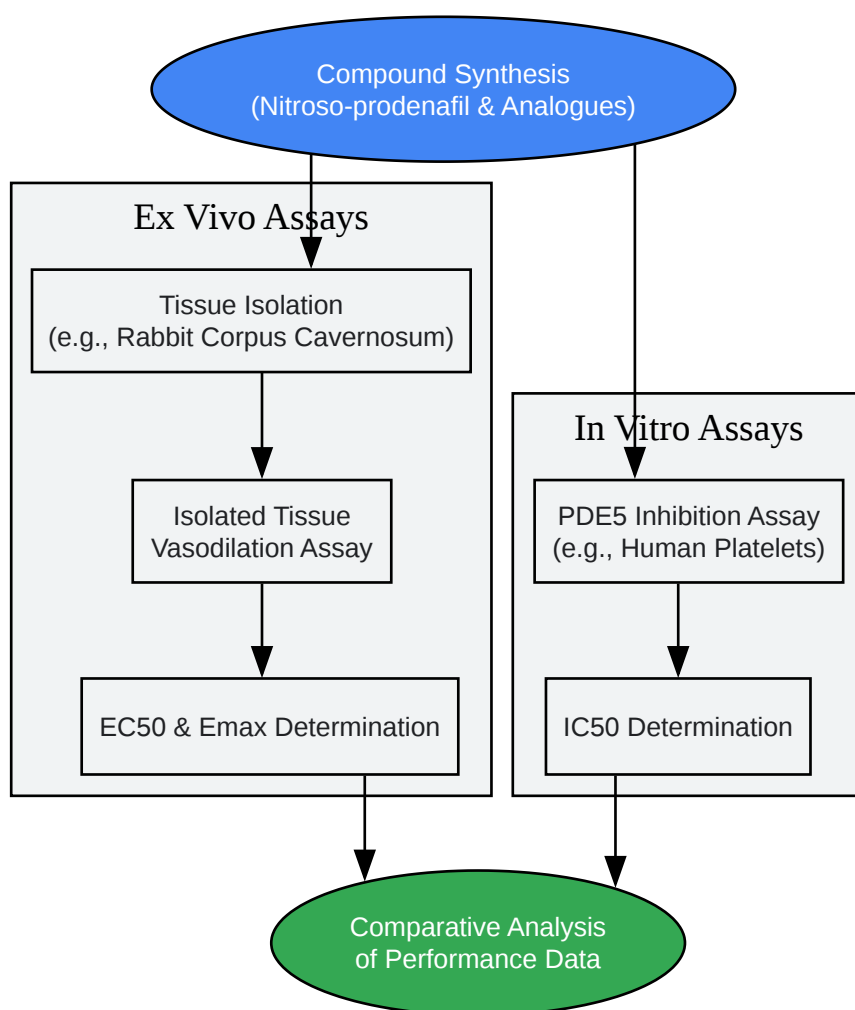 Compound Synthesis
(Nitroso-prodenafil & Analogues)
Ex Vivo Assays
Tissue Isolation
(e.g., Rabbit Corpus Cavernosum)
Isolated Tissue
Vasodilation Assay
EC50 & Emax Determination
In Vitro Assays
PDE5 Inhibition Assay
(e.g., Human Platelets)
IC50 Determination
Comparative Analysis
of Performance Data